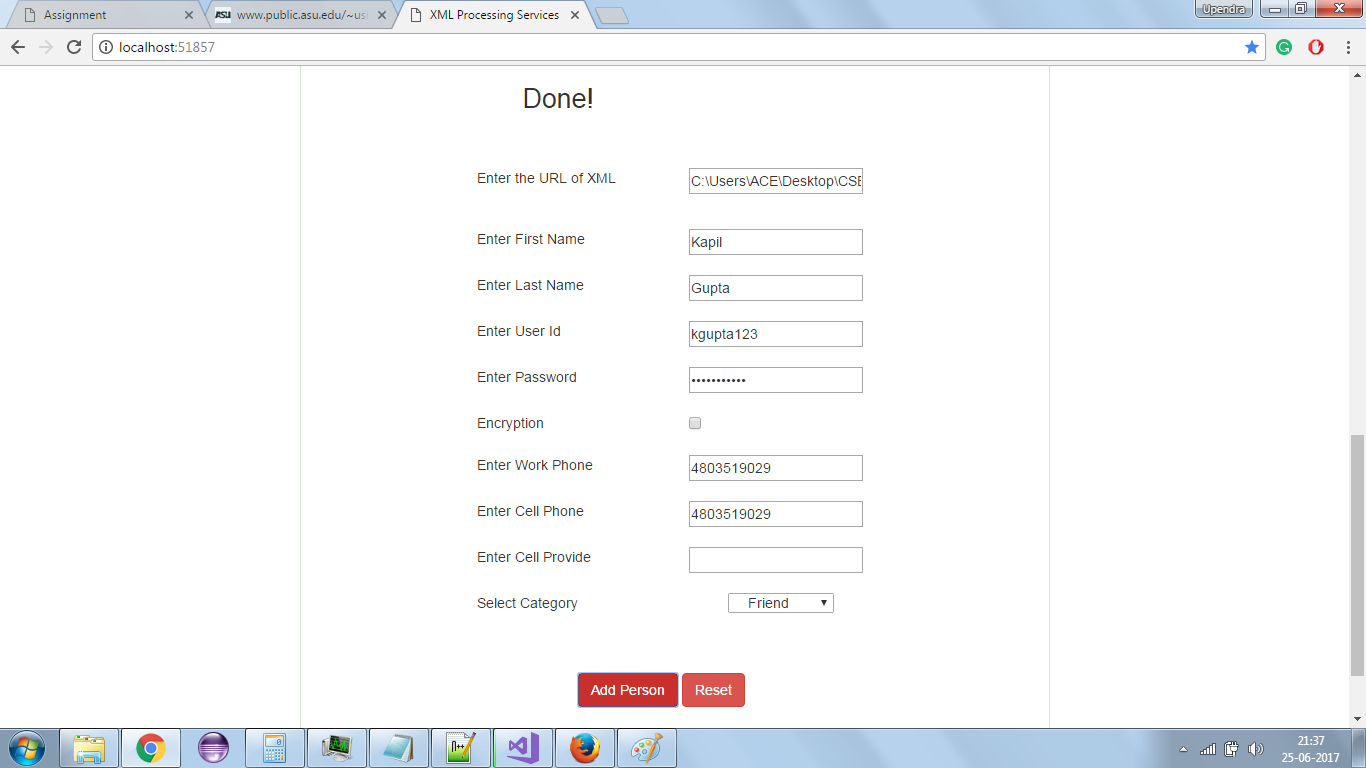 Assignment
ASU www.public.asu.edu/~us
XML Processing Services
Upendra
localhost:51857
Done!
Enter the URL of XML C:\Users\ACE\Desktop\CSE
Enter First Name Kapil
Enter Last Name Gupta
Enter User Id kgupta123
Enter Password •••••••••••
Encryption
Enter Work Phone 4803519029
Enter Cell Phone 4803519029
Enter Cell Provide
Select Category Friend
Add Person Reset
21:37
25-06-2017